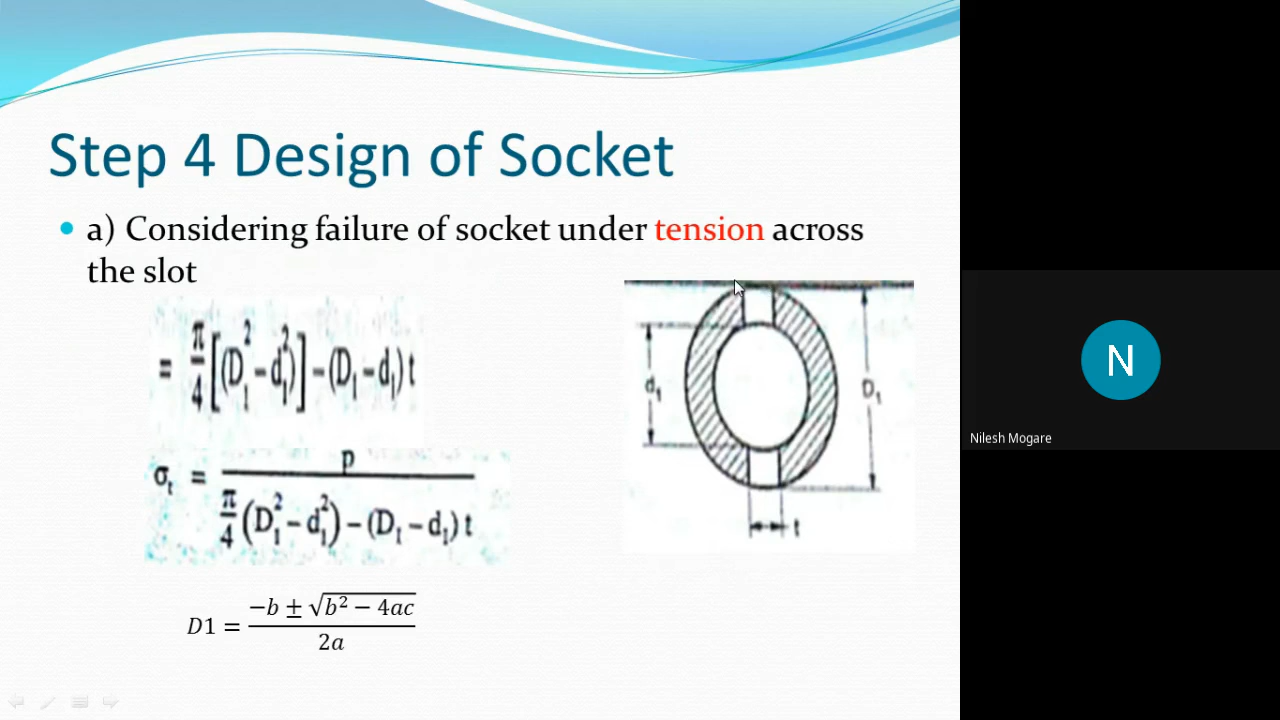 Step 4 Design of Socket
a) Considering failure of socket under tension across
the slot
= π/4 [(D₁² - d₁²)] - (D₁ - d₁) t
σₜ = p / (π/4 (D₁² - d₁²) - (D₁ - d₁) t)
D1 = (−b ± √(b² − 4ac)) / 2a
d₁
D₁
t
N
Nilesh Mogare